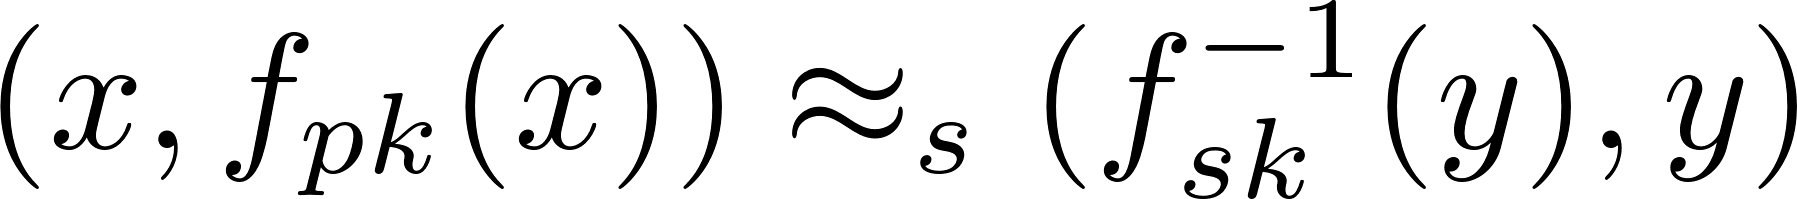 (x, f_{pk}(x)) ≈_s (f_{sk}^{-1}(y), y)